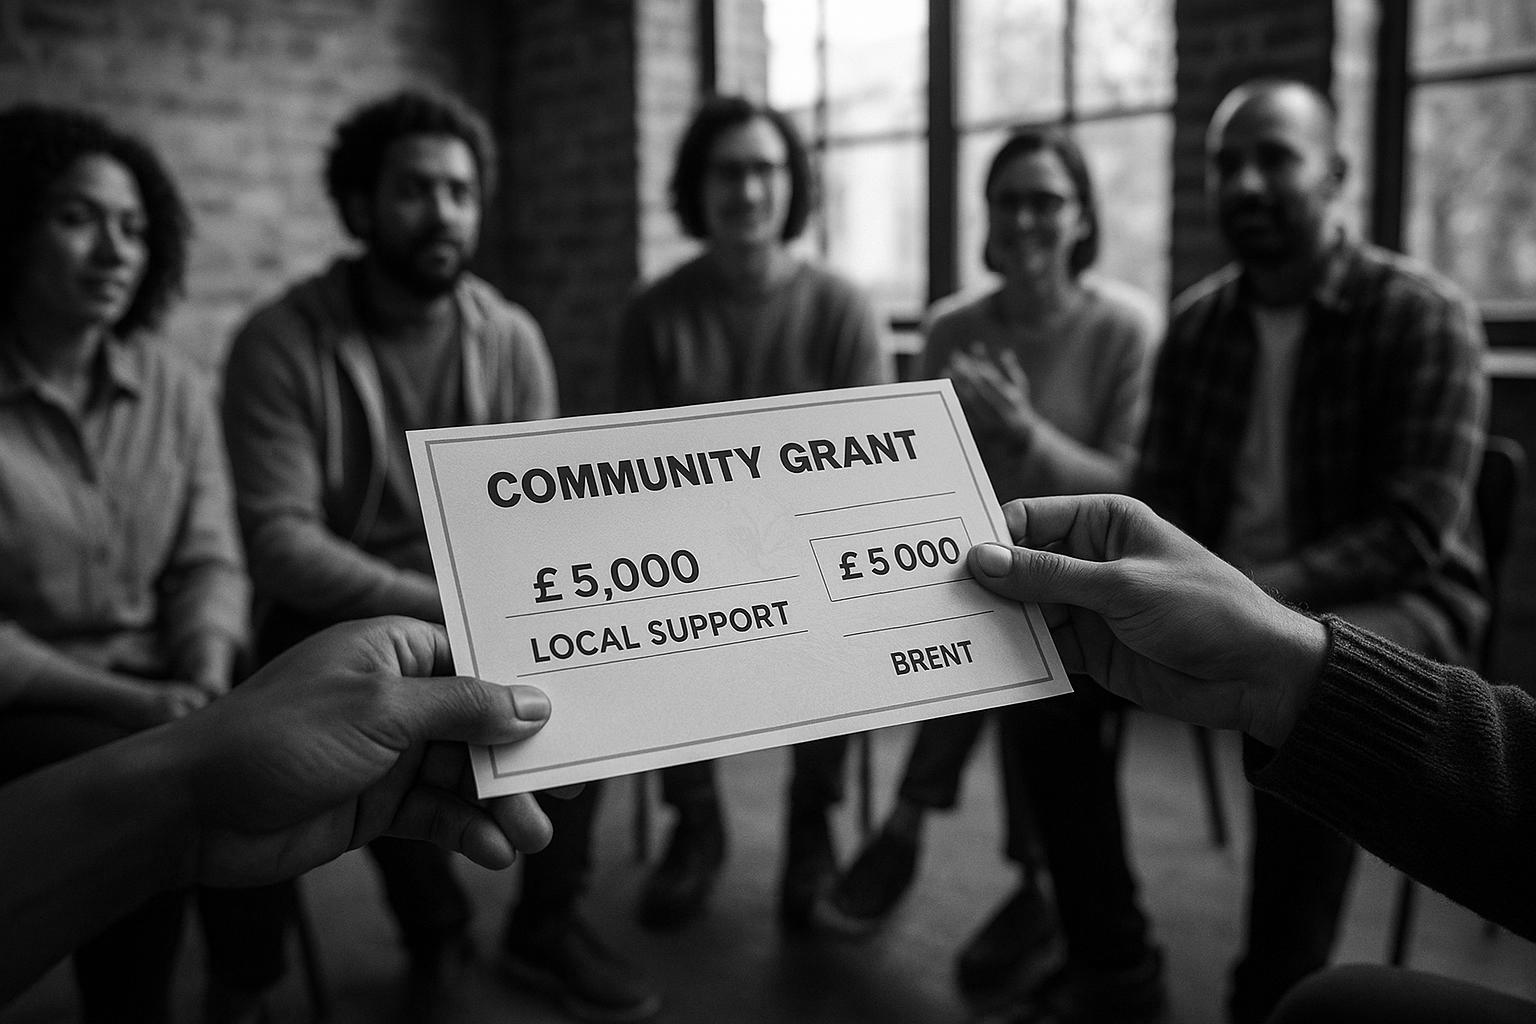 COMMUNITY GRANT
£ 5,000
£ 5000
LOCAL SUPPORT
BRENT